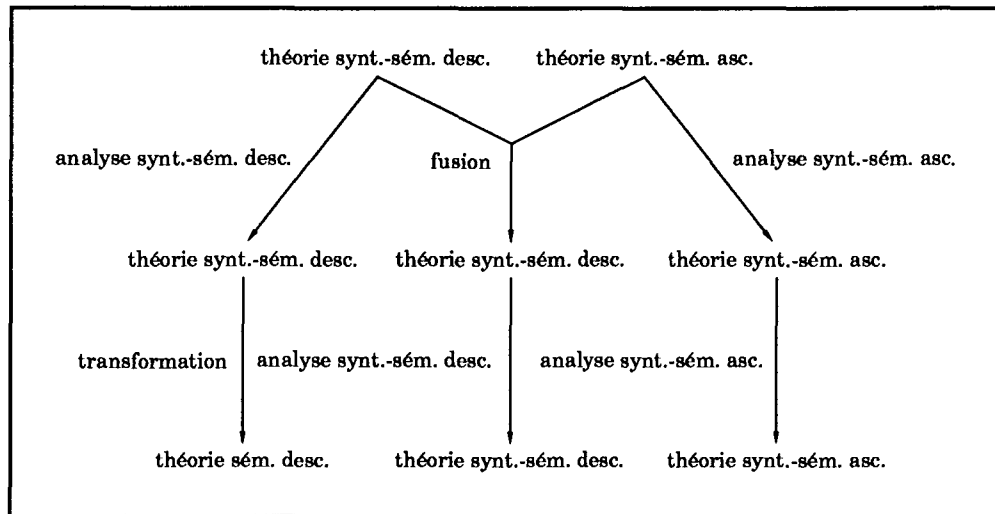 théorie synt.-sém. desc. théorie synt.-sém. asc.
analyse synt.-sém. desc. fusion analyse synt.-sém. asc.
théorie synt.-sém. desc. théorie synt.-sém. desc. théorie synt.-sém. asc.
transformation analyse synt.-sém. desc. analyse synt.-sém. asc.
théorie sém. desc. théorie synt.-sém. desc. théorie synt.-sém. asc.